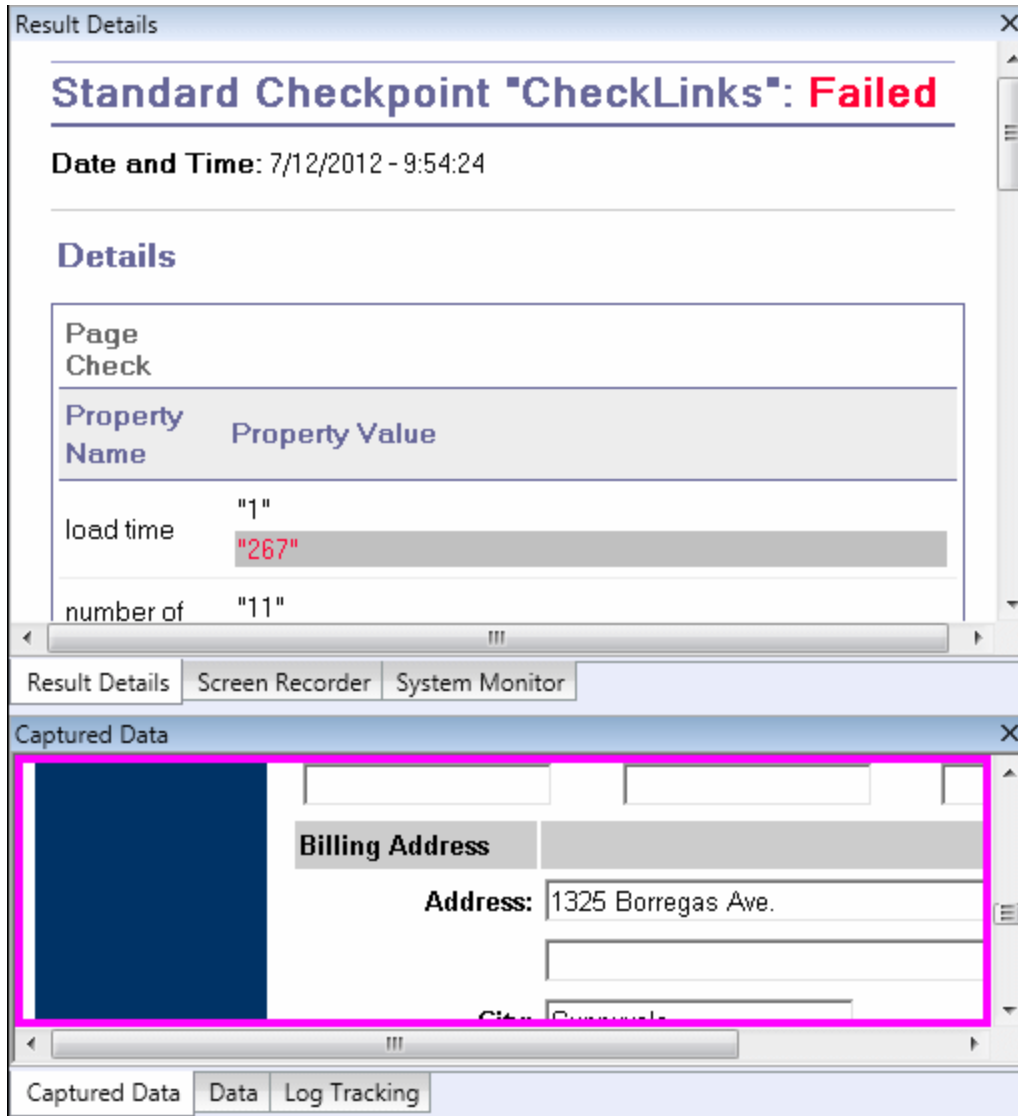 Result Details
Standard Checkpoint "CheckLinks": Failed
Date and Time: 7/12/2012 - 9:54:24
Details
Page
Check
Property
Name
Property Value
load time
"1"
"267"
number of
"11"
Result Details
Screen Recorder
System Monitor
Captured Data
Billing Address
Address: 1325 Borregas Ave.
Captured Data
Data
Log Tracking